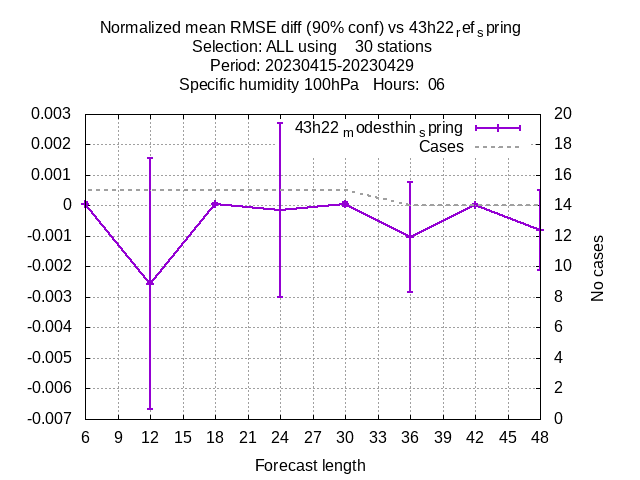 Normalized mean RMSE diff (90% conf) vs 43h22refspring
Selection: ALL using 30 stations
Period: 20230415-20230429
Specific humidity 100hPa Hours: 06
43h22modesthinspring
Cases
0.003
0.002
0.001
0
-0.001
-0.002
-0.003
-0.004
-0.005
-0.006
-0.007
20
18
16
14
12
10
8
6
4
2
0
No cases
6 9 12 15 18 21 24 27 30 33 36 39 42 45 48
Forecast length